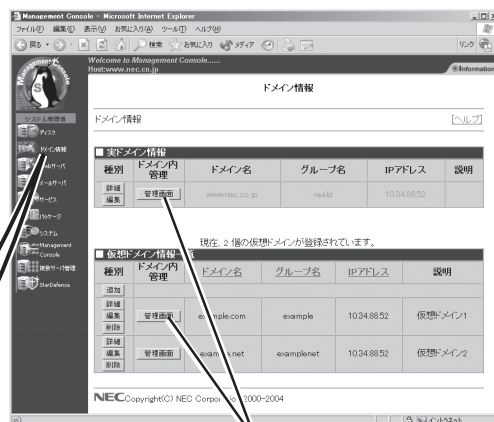 Management Console - Microsoft Internet Explorer
ファイル(F) 編集(E) 表示(V) お気に入り(A) ツール(T) ヘルプ(H)
戻る 検索 お気に入り メディア リンク
Management Console
Welcome to Management Console......
Host:www.nec.co.jp
Information
システム管理者
ディスク
ドメイン情報
Webサーバ
メールサーバ
サービス
パッケージ
システム
Management Console
複数サーバ管理
StarDefence
ドメイン情報
ドメイン情報 [ヘルプ]
■ 実ドメイン情報
種別 ドメイン内管理 ドメイン名 グループ名 IPアドレス 説明
詳細 編集 管理画面 www.nec.co.jp 10.34.88.52
現在、2 個の仮想ドメインが登録されています。
■ 仮想ドメイン情報一覧
種別 ドメイン内管理 ドメイン名 グループ名 IPアドレス 説明
追加
詳細 編集 削除 管理画面 example.com example 10.34.88.52 仮想ドメイン1
詳細 編集 削除 管理画面 example.net examplenet 10.34.88.52 仮想ドメイン2
NEC Copyright(C) NEC Corporation 2000-2004
イントラネット